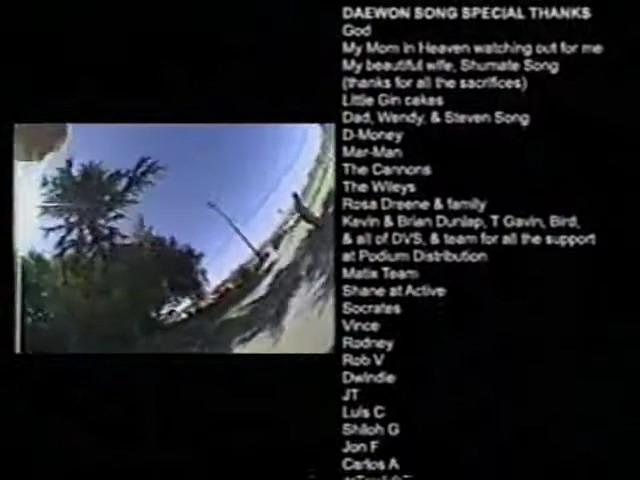 DAEWON SONG SPECIAL THANKS
God
My Mom in Heaven watching out for me
My beautiful wife, Shumate Song
(thanks for all the sacrifices)
Little Gin cakes
Dad, Wendy, & Steven Song
D-Money
Mar-Man
The Cannons
The Wileys
Rosa Dreene & family
Kevin & Brian Dunlap, T Gavin, Bird,
& all of DVS, & team for all the support
at Podium Distribution
Matix Team
Shane at Active
Socrates
Vince
Rodney
Rob V
Dwindle
JT
Luis C
Shiloh G
Jon F
Carlos A